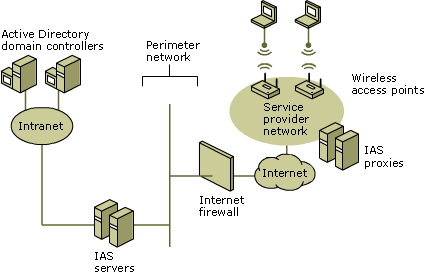 Active Directory
domain controllers
Perimeter
network
Wireless
access points
Service
provider
network
Intranet
IAS
proxies
Internet
Internet
firewall
IAS
servers